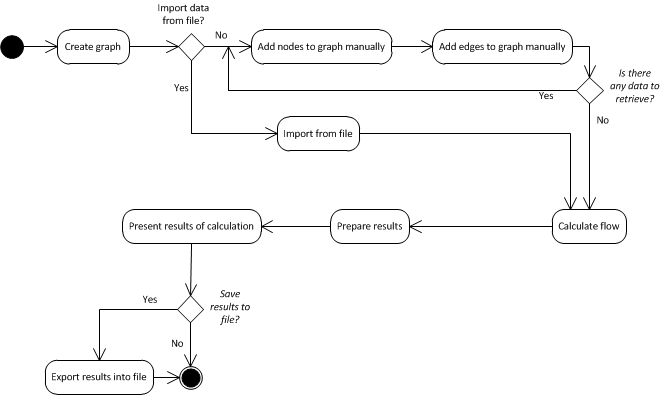 Import data
from file?
Create graph
No
Add nodes to graph manually
Add edges to graph manually
Is there
any data to
retrieve?
Yes
Yes
No
Import from file
Present results of calculation
Prepare results
Calculate flow
Save
results to
file?
Yes
No
Export results into file